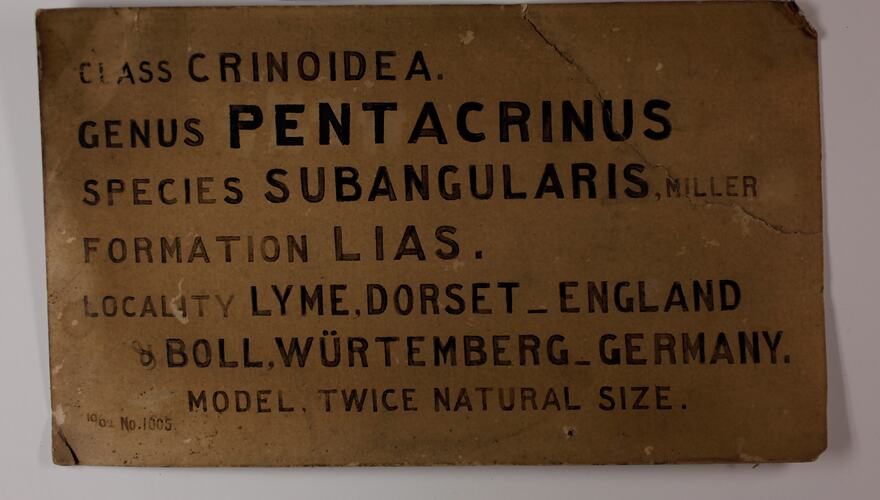 CLASS CRINOIDEA.
GENUS PENTACRINUS
SPECIES SUBANGULARIS, MILLER
FORMATION LIAS.
LOCALITY LYME, DORSET_ENGLAND
& BOLL, WÜRTEMBERG_GERMANY.
MODEL, TWICE NATURAL SIZE.
No. 1005